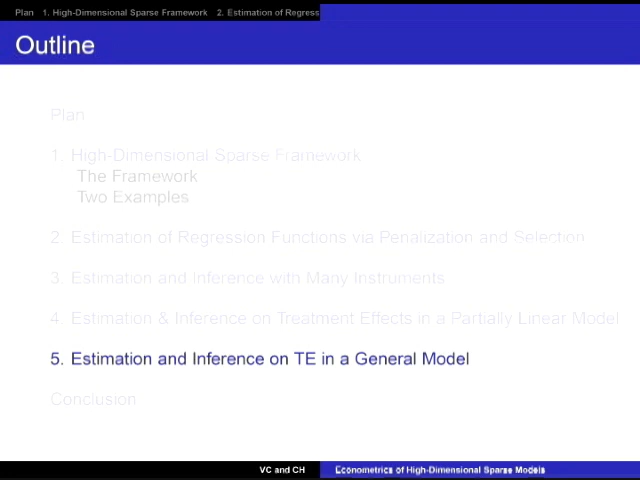 Plan 1. High-Dimensional Sparse Framework 2. Estimation of Regress
Outline
Plan
1. High-Dimensional Sparse Framework
The Framework
Two Examples
2. Estimation of Regression Functions via Penalization and Selection
3. Estimation and Inference with Many Instruments
4. Estimation & Inference on Treatment Effects in a Partially Linear Model
5. Estimation and Inference on TE in a General Model
Conclusion
VC and CH Econometrics of High-Dimensional Sparse Models